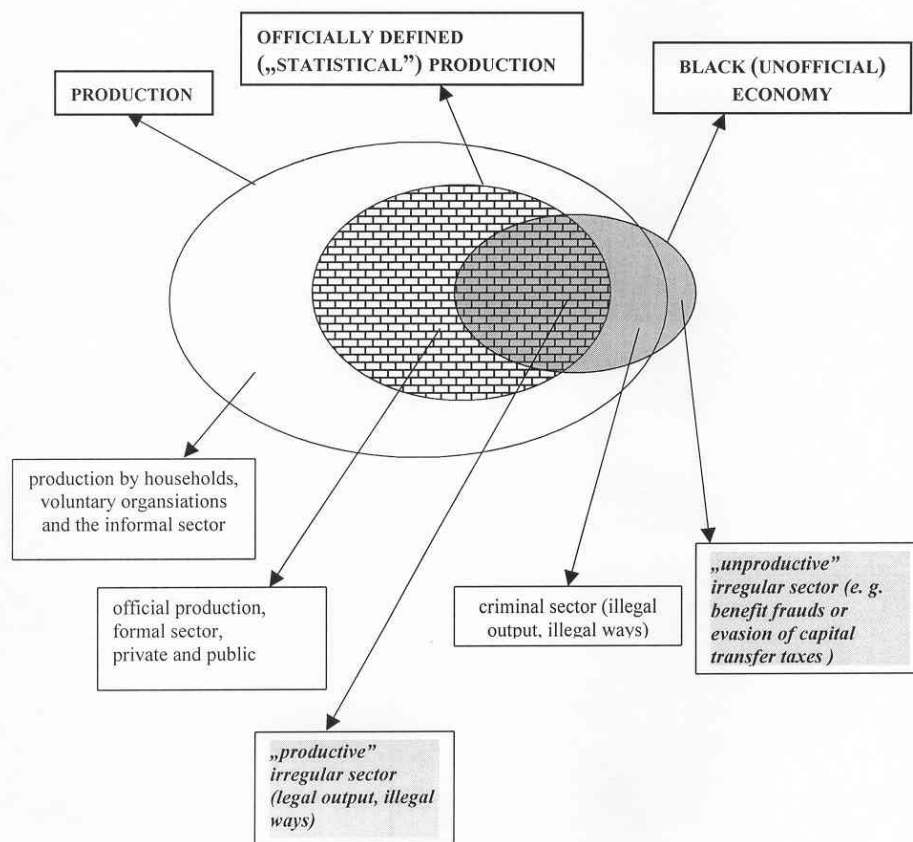 OFFICIALLY DEFINED
(„STATISTICAL”) PRODUCTION
BLACK (UNOFFICIAL)
ECONOMY
PRODUCTION
production by households,
voluntary organsiations
and the informal sector
official production,
formal sector,
private and public
criminal sector (illegal
output, illegal ways)
„unproductive”
irregular sector (e. g.
benefit frauds or
evasion of capital
transfer taxes )
„productive”
irregular sector
(legal output, illegal
ways)